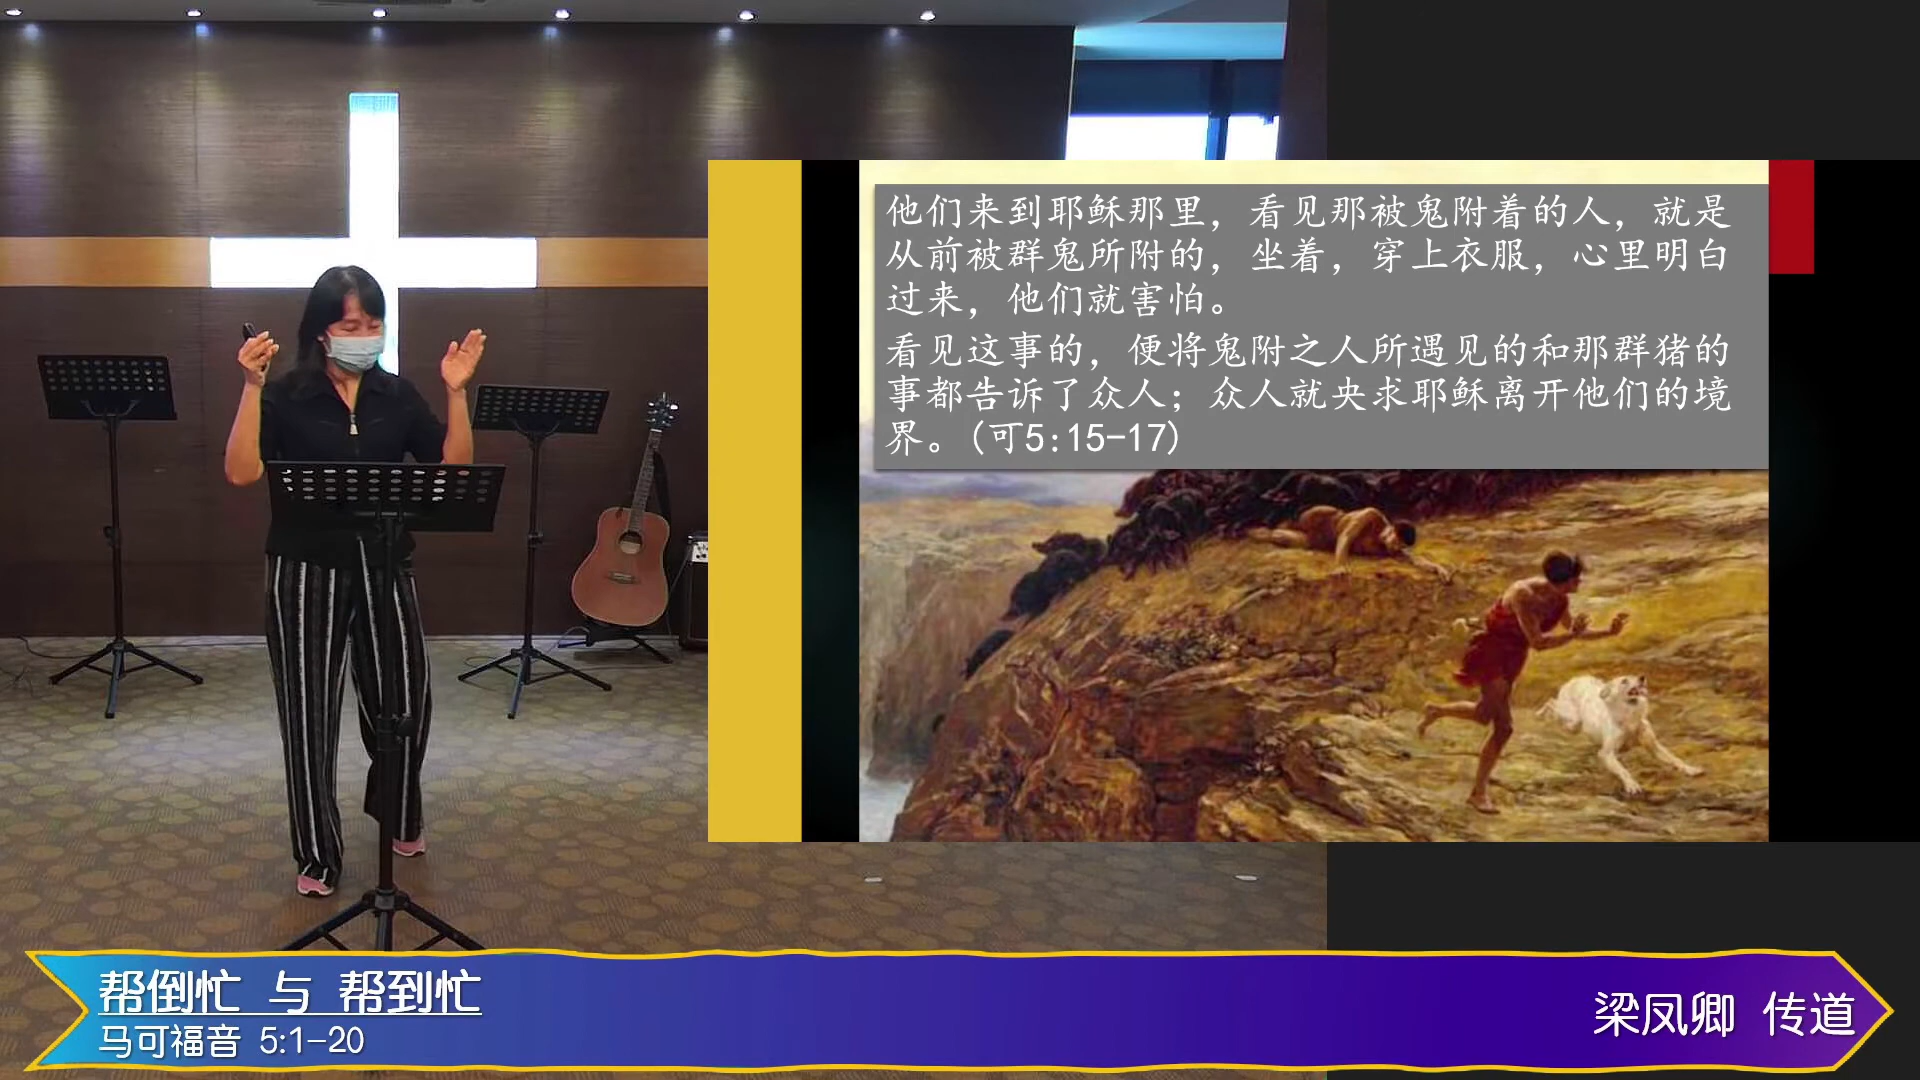 他们来到耶稣那里，看见那被鬼附着的人，就是
从前被群鬼所附的，坐着，穿上衣服，心里明白
过来，他们就害怕。
看见这事的，便将鬼附之人所遇见的和那群猪的
事都告诉了众人；众人就央求耶稣离开他们的境
界。(可5:15-17)
帮倒忙 与 帮到忙
马可福音 5:1-20
梁凤卿 传道